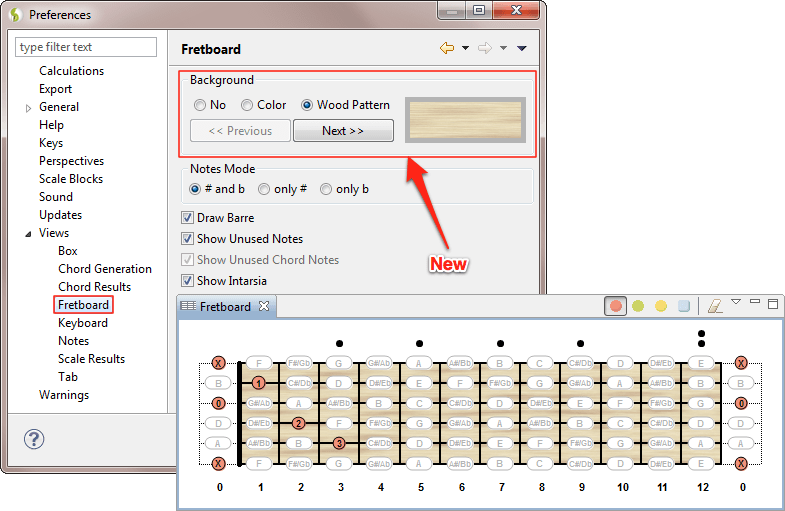 Preferences
type filter text
Calculations
Export
General
Help
Keys
Perspectives
Scale Blocks
Sound
Updates
Views
Box
Chord Generation
Chord Results
Fretboard
Keyboard
Notes
Scale Results
Tab
Warnings
Fretboard
Background
No Color Wood Pattern
<< Previous Next >>
Notes Mode
# and b only # only b
Draw Barre
Show Unused Notes
Show Unused Chord Notes
Show Intarsia
New
Fretboard
X F F#/Gb G G#/Ab A A#/Bb B C C#/Db D D#/Eb E X
B 1 C#/Db D D#/Eb E F F#/Gb G G#/Ab A A#/Bb B B
0 G#/Ab A A#/Bb B C C#/Db D D#/Eb E F F#/Gb G 0
D D#/Eb 2 F F#/Gb G G#/Ab A A#/Bb B C C#/Db D D
A A#/Bb B 3 C#/Db D D#/Eb E F F#/Gb G G#/Ab A A
X F F#/Gb G G#/Ab A A#/Bb B C C#/Db D D#/Eb E X
0 1 2 3 4 5 6 7 8 9 10 11 12 0